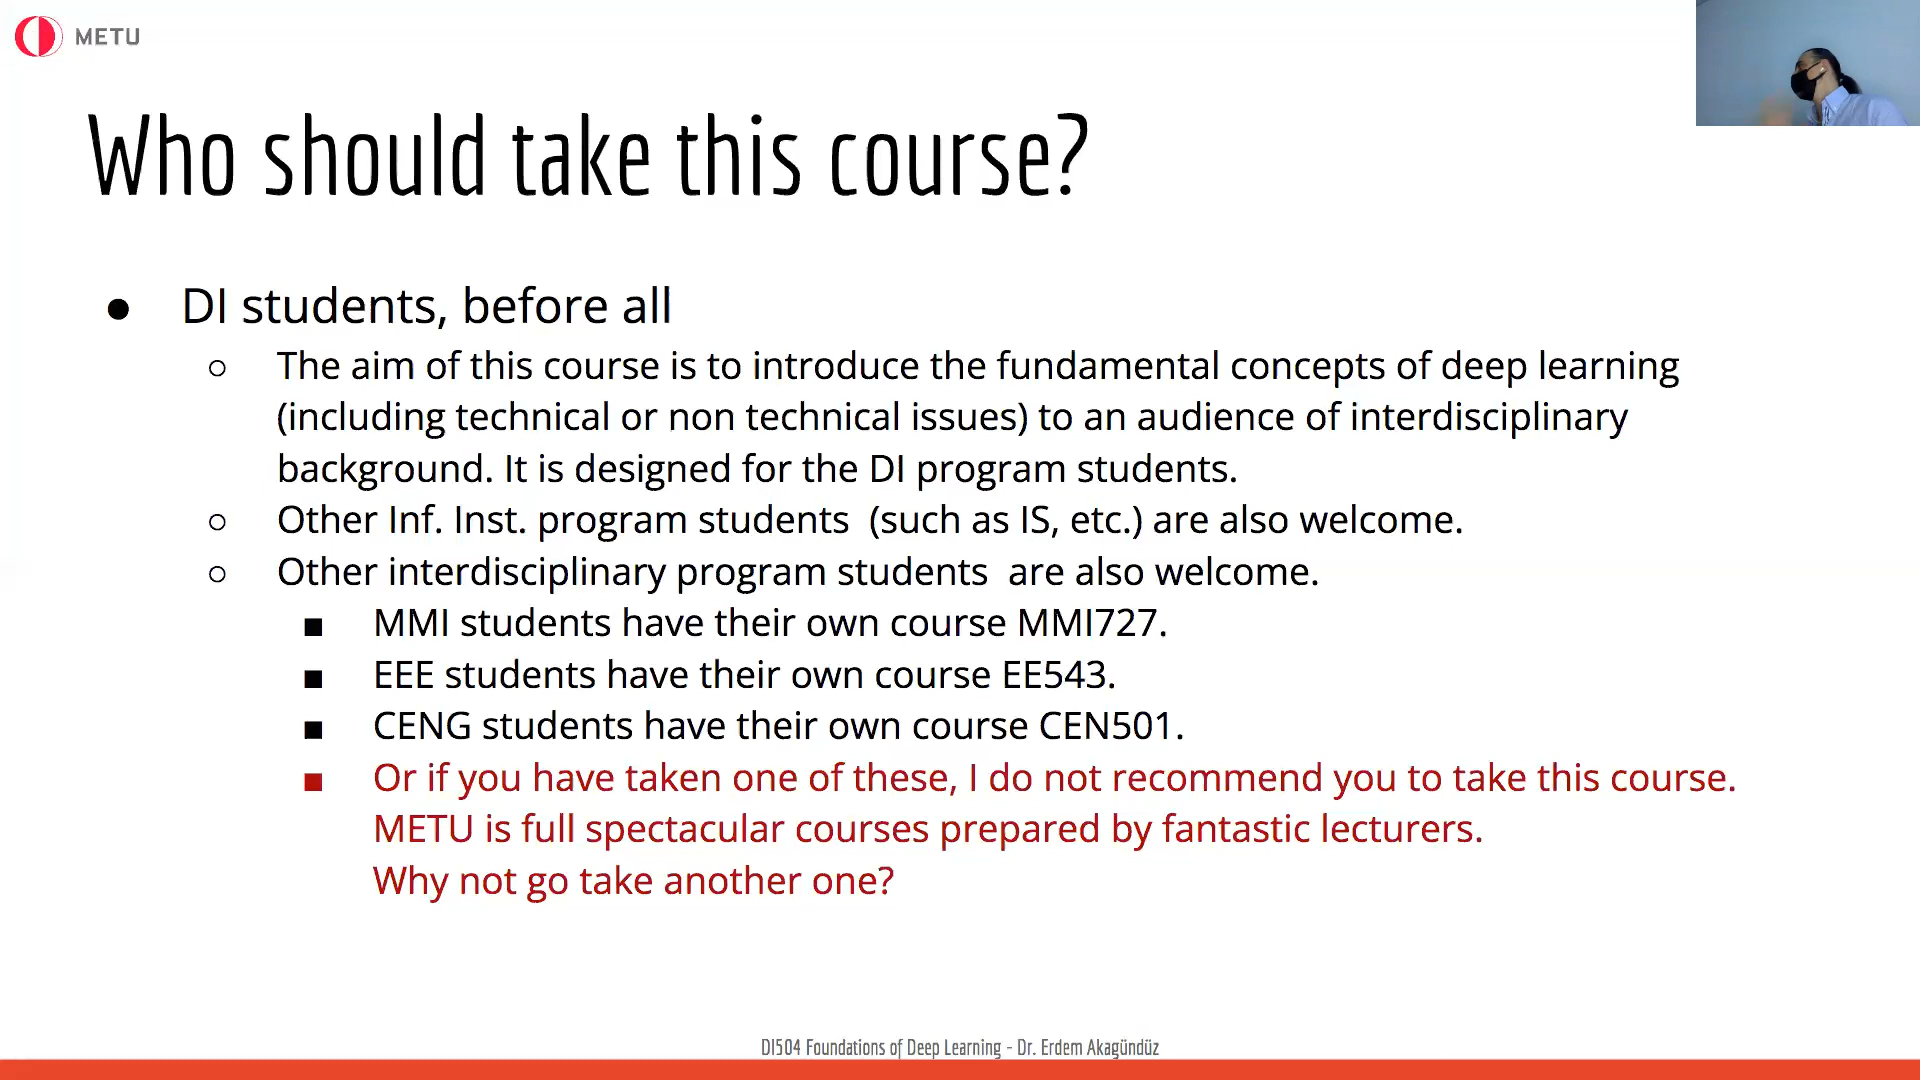 METU
Who should take this course?
● DI students, before all
○ The aim of this course is to introduce the fundamental concepts of deep learning
(including technical or non technical issues) to an audience of interdisciplinary
background. It is designed for the DI program students.
○ Other Inf. Inst. program students  (such as IS, etc.) are also welcome.
○ Other interdisciplinary program students  are also welcome.
■ MMI students have their own course MMI727.
■ EEE students have their own course EE543.
■ CENG students have their own course CEN501.
■ Or if you have taken one of these, I do not recommend you to take this course.
METU is full spectacular courses prepared by fantastic lecturers.
Why not go take another one?
DI504 Foundations of Deep Learning - Dr. Erdem Akagündüz